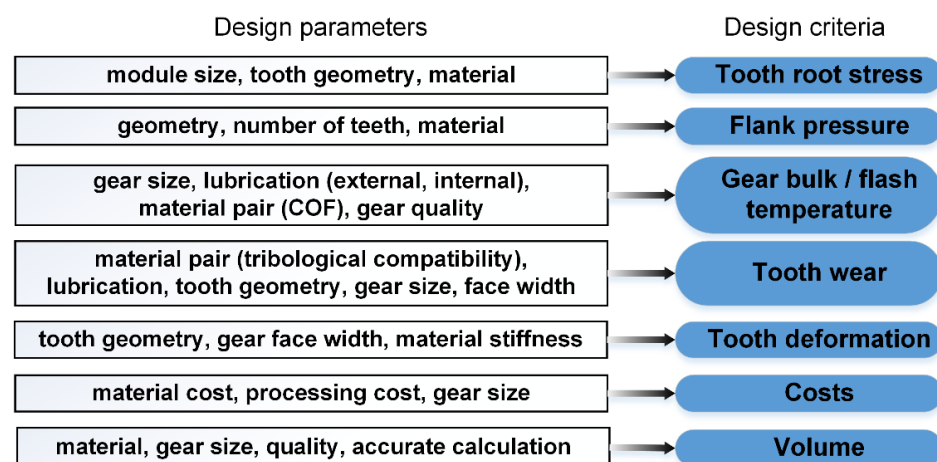 Design parameters
Design criteria
module size, tooth geometry, material
Tooth root stress
geometry, number of teeth, material
Flank pressure
gear size, lubrication (external, internal),
material pair (COF), gear quality
Gear bulk / flash
temperature
material pair (tribological compatibility),
lubrication, tooth geometry, gear size, face width
Tooth wear
tooth geometry, gear face width, material stiffness
Tooth deformation
material cost, processing cost, gear size
Costs
material, gear size, quality, accurate calculation
Volume